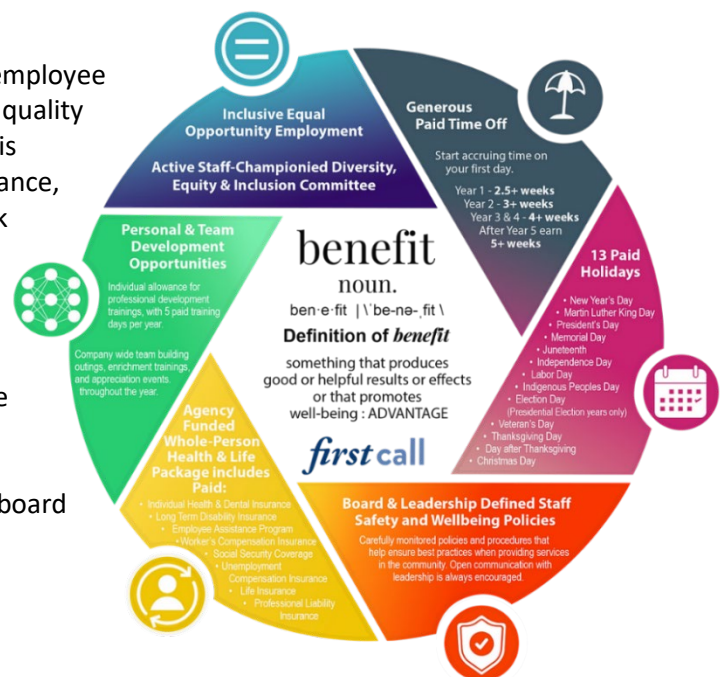 employee
quality
is
ance,
k
e
board
Inclusive Equal
Opportunity Employment
Active Staff-Championied Diversity,
Equity & Inclusion Committee
Generous
Paid Time Off
Start accruing time on
your first day.
Year 1 - 2.5+ weeks
Year 2 - 3+ weeks
Year 3 & 4 - 4+ weeks
After Year 5 earn
5+ weeks
13 Paid
Holidays
• New Year's Day
• Martin Luther King Day
• President's Day
• Memorial Day
• Juneteenth
• Independence Day
• Labor Day
• Indigenous Peoples Day
• Election Day
(Presidential Election years only)
• Veteran's Day
• Thanksgiving Day
• Day after Thanksgiving
• Christmas Day
Board & Leadership Defined Staff
Safety and Wellbeing Policies
Carefully monitored policies and procedures that
help ensure best practices when providing services
in the community. Open communication with
leadership is always encouraged.
Agency
Funded
Whole-Person
Health & Life
Package includes
Paid:
• Individual Health & Dental Insurance
• Long Term Disability Insurance
• Employee Assistance Program
• Worker's Compensation Insurance
• Social Security Coverage
• Unemployment
Compensation Insurance
• Life Insurance
• Professional Liability
Insurance
Personal & Team
Development
Opportunities
Individual allowance for
professional development
trainings, with 5 paid training
days per year.
Company wide team building
outings, enrichment trainings,
and appreciation events.
throughout the year.
benefit
noun.
ben·e·fit | \ˈbe-nə-ˌfit \
Definition of benefit
something that produces
good or helpful results or effects
or that promotes
well-being : ADVANTAGE
first call